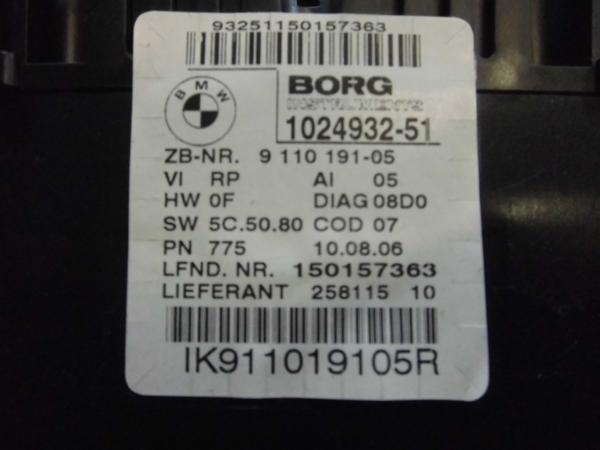 93251150157363
BMW
BORG
INSTRUMENTS
1024932-51
ZB-NR. 9 110 191-05
VI RP AI 05
HW 0F DIAG 08D0
SW 5C.50.80 COD 07
PN 775 10.08.06
LFND. NR. 150157363
LIEFERANT 258115 10
IK911019105R